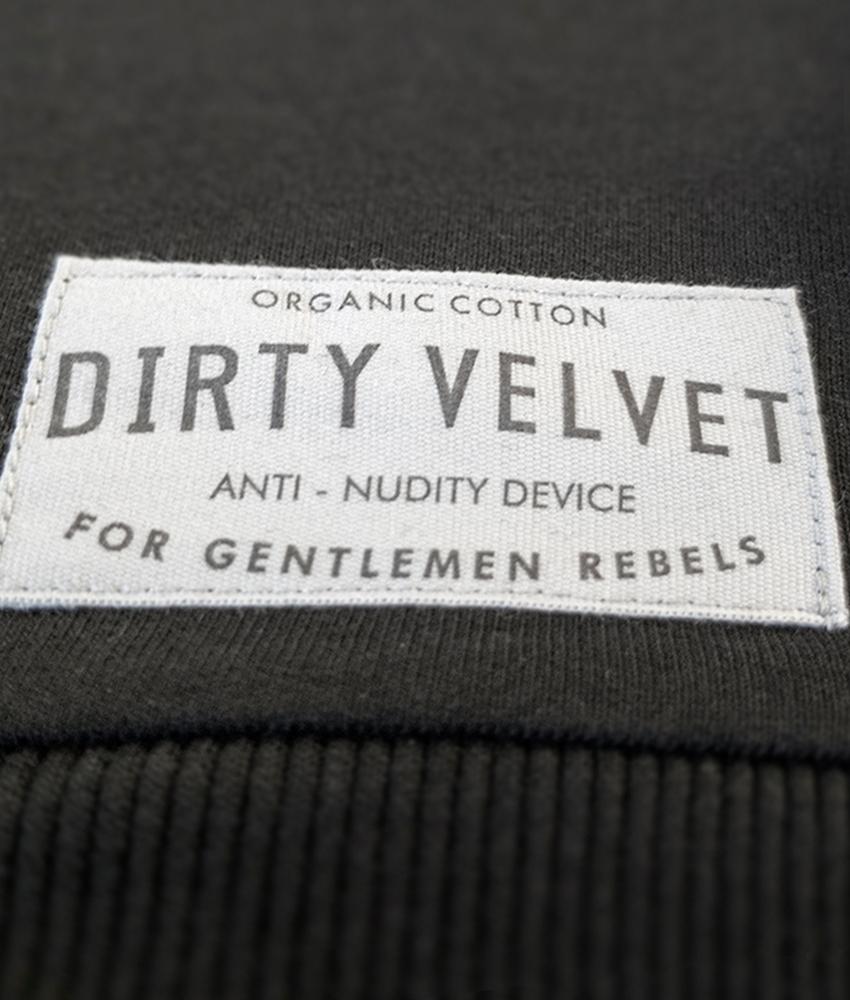 ORGANIC COTTON
DIRTY VELVET
ANTI - NUDITY DEVICE
FOR GENTLEMEN REBELS